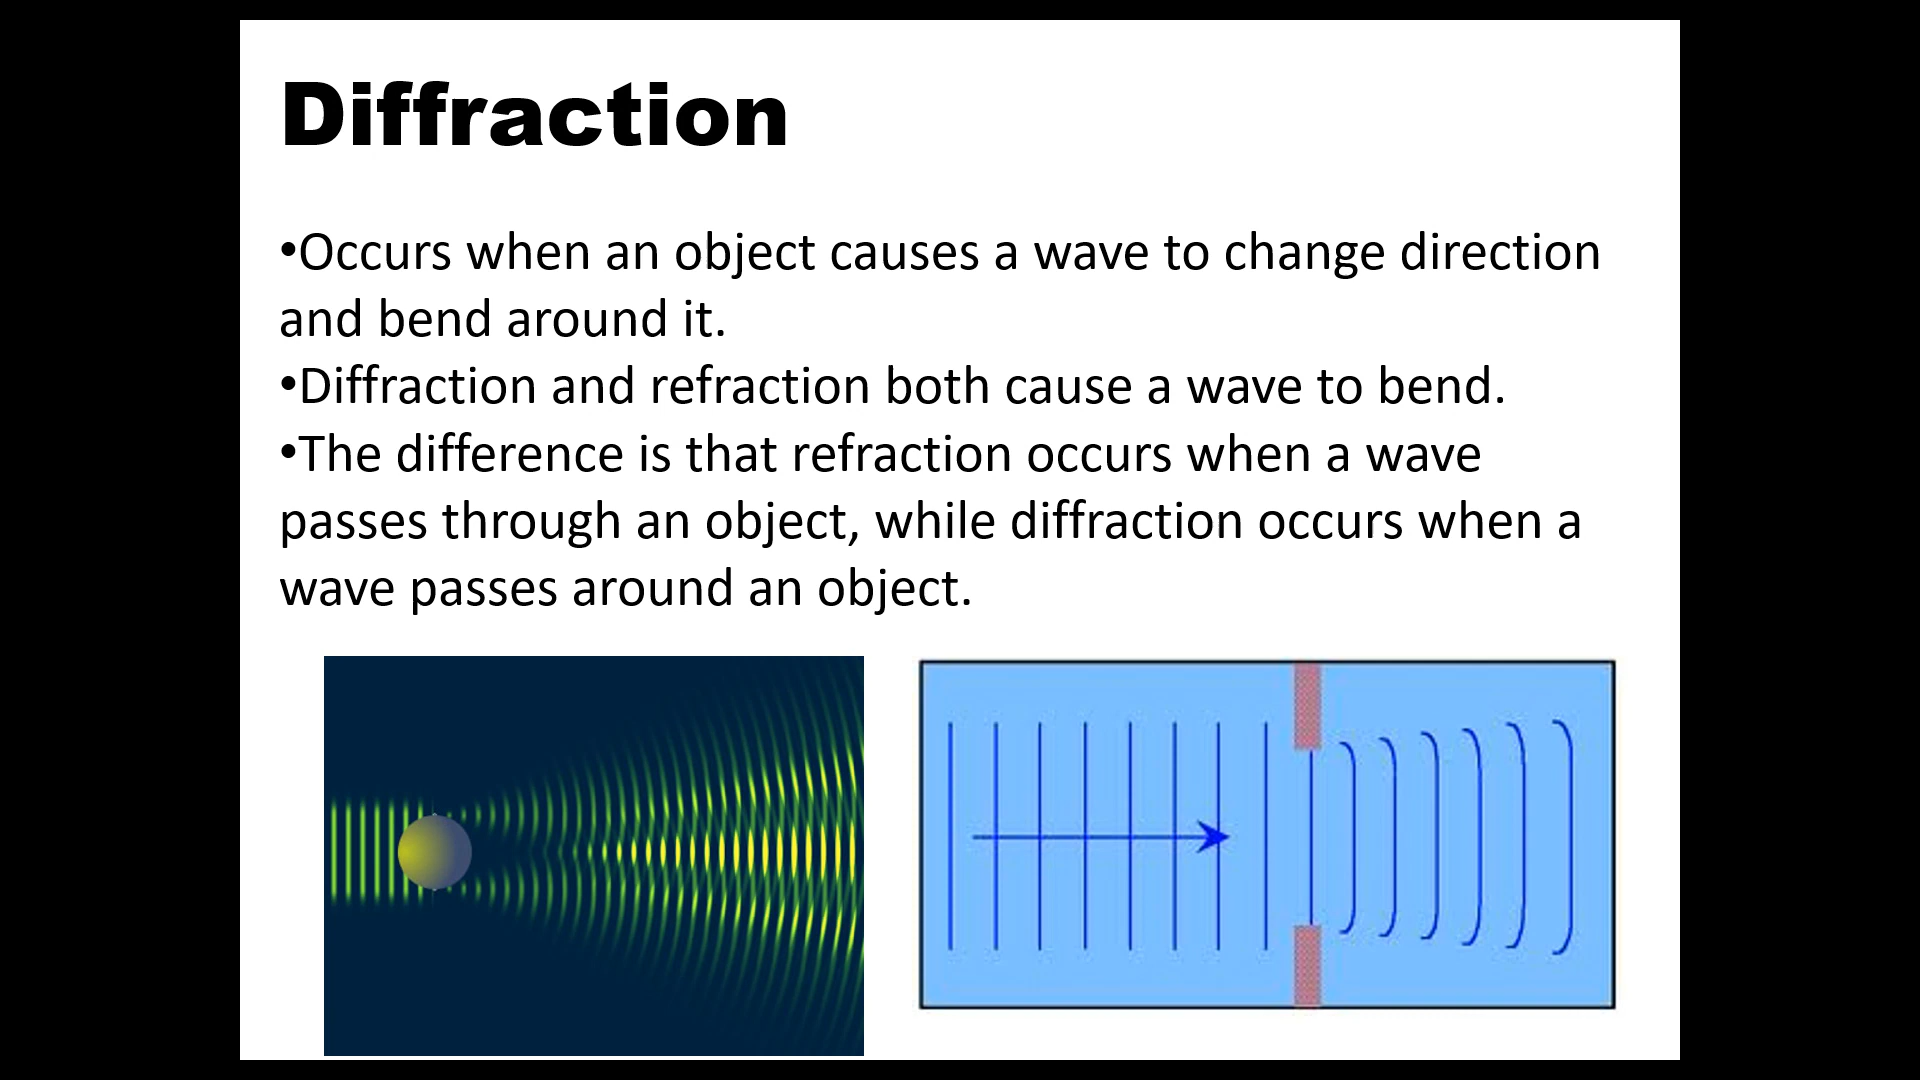 Diffraction
•Occurs when an object causes a wave to change direction
and bend around it.
•Diffraction and refraction both cause a wave to bend.
•The difference is that refraction occurs when a wave
passes through an object, while diffraction occurs when a
wave passes around an object.